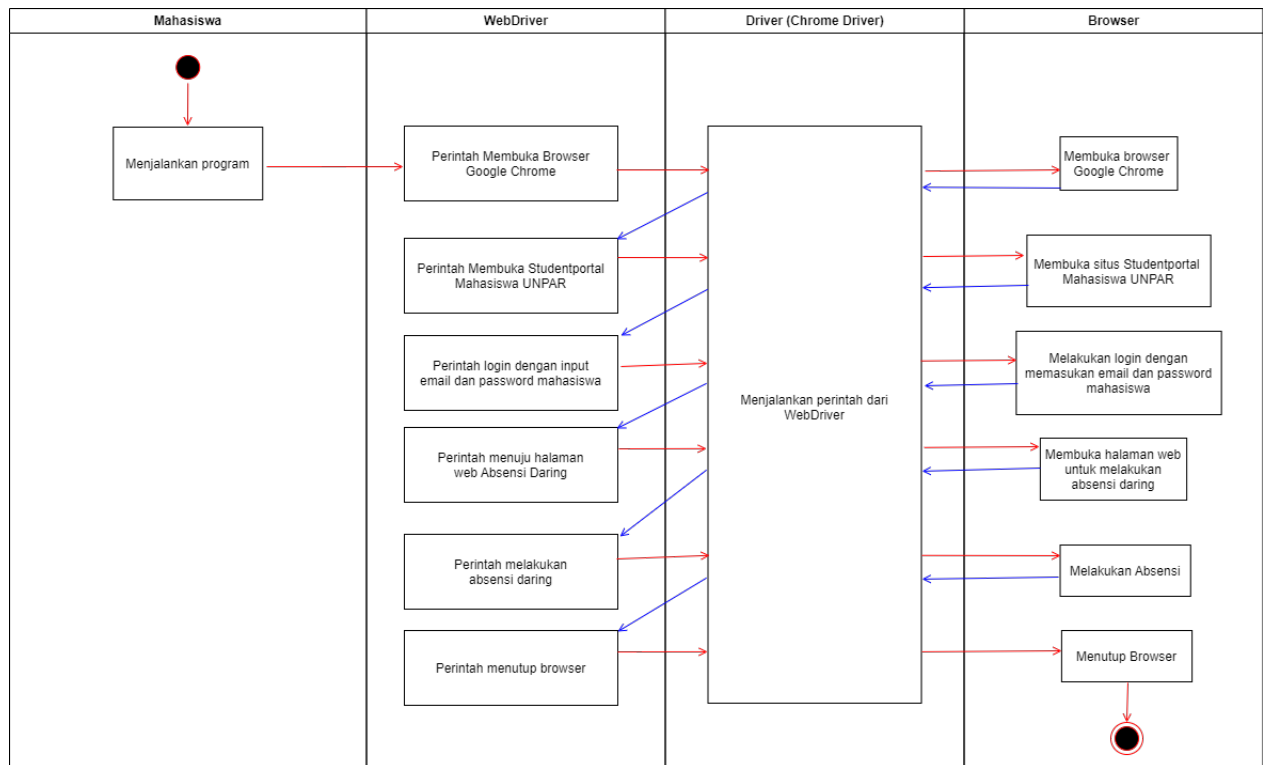 Mahasiswa
WebDriver
Driver (Chrome Driver)
Browser
Menjalankan program
Perintah Membuka Browser
Google Chrome
Membuka browser
Google Chrome
Perintah Membuka Studentportal
Mahasiswa UNPAR
Membuka situs Studentportal
Mahasiswa UNPAR
Perintah login dengan input
email dan password mahasiswa
Menjalankan perintah dari
WebDriver
Melakukan login dengan
memasukan email dan password
mahasiswa
Perintah menuju halaman
web Absensi Daring
Membuka halaman web
untuk melakukan
absensi daring
Perintah melakukan
absensi daring
Melakukan Absensi
Perintah menutup browser
Menutup Browser